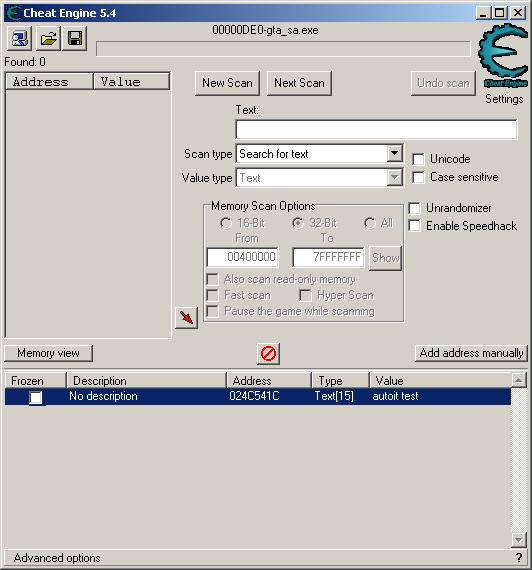 Cheat Engine 5.4
00000DE0-gta_sa.exe
Found: 0
Address Value
New Scan Next Scan Undo scan
Cheat Engine
Settings
Text:
Scan type Search for text
Unicode
Value type Text
Case sensitive
Memory Scan Options
Unrandomizer
16-Bit 32-Bit All
Enable Speedhack
From To
00400000 7FFFFFFF Show
Also scan read-only memory
Fast scan Hyper Scan
Pause the game while scanning
Memory view Add address manually
Frozen Description Address Type Value
No description 024C541C Text[15] autoit test
Advanced options ?